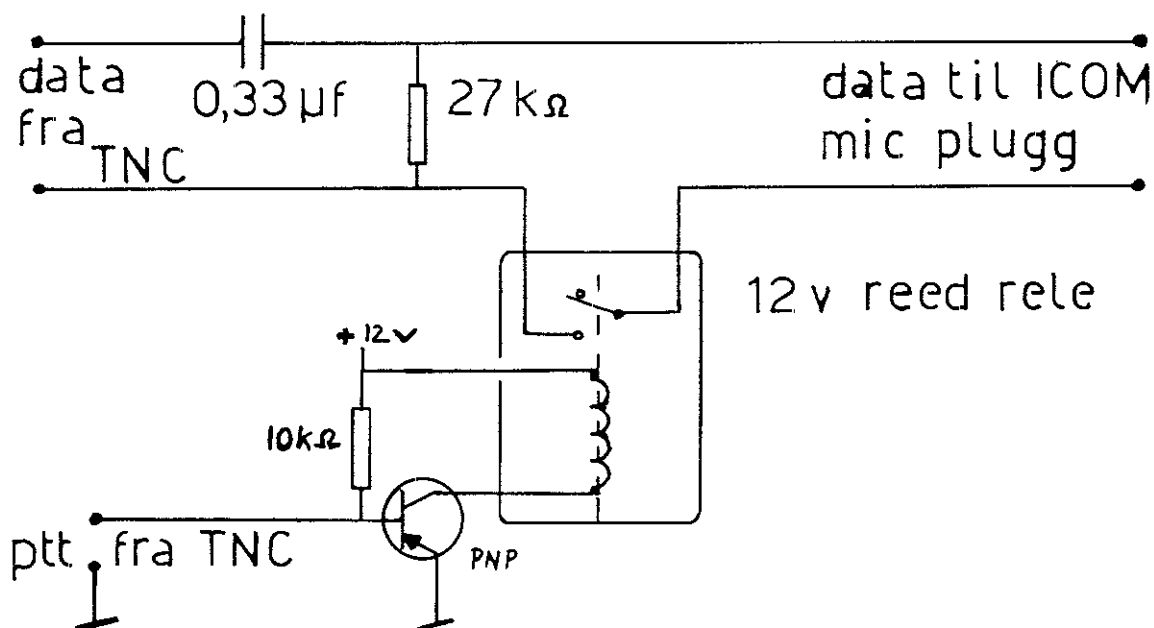 data
fra
TNC
0,33 µf
27 kΩ
data til ICOM
mic plugg
12 v reed rele
+ 12 v
10kΩ
ptt fra TNC
PNP